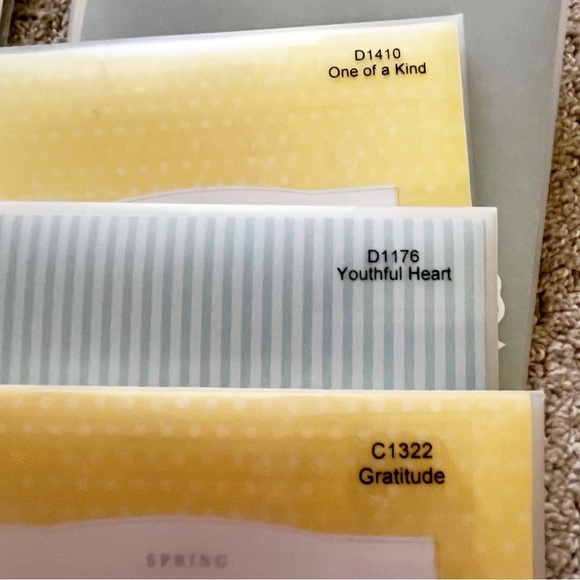 D1410
One of a Kind
D1176
Youthful Heart
C1322
Gratitude
SPRING